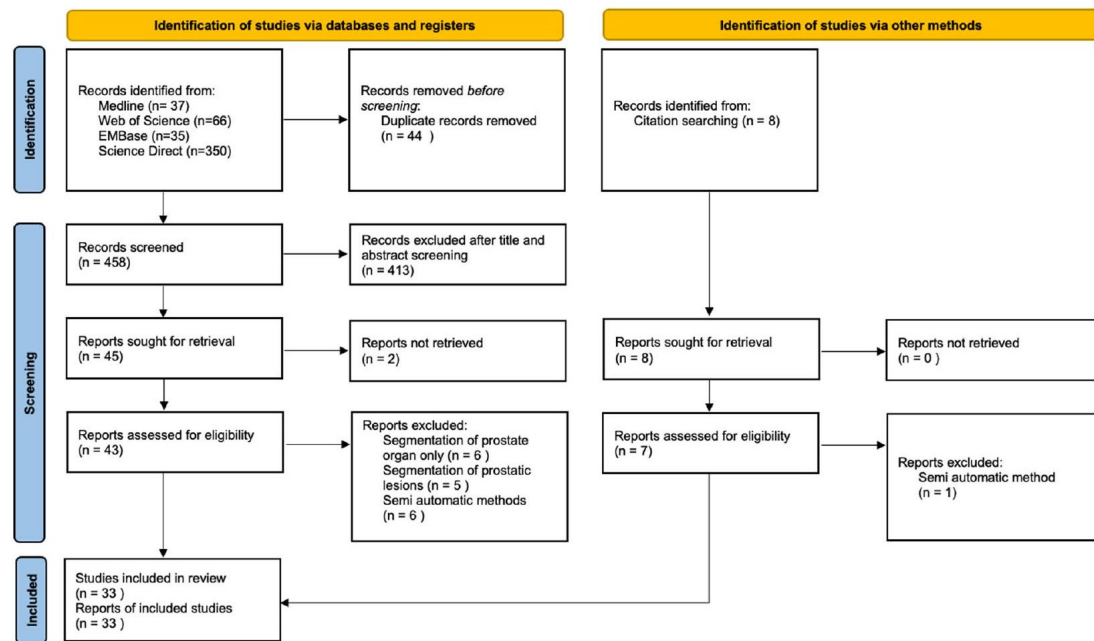 Identification of studies via databases and registers
Identification of studies via other methods
Identification
Records identified from:
Medline (n= 37)
Web of Science (n=66)
EMBase (n=35)
Science Direct (n=350)
Records removed before
screening:
Duplicate records removed
(n = 44 )
Records identified from:
Citation searching (n = 8)
Screening
Records screened
(n = 458)
Records excluded after title and
abstract screening
(n = 413)
Reports sought for retrieval
(n = 45)
Reports not retrieved
(n = 2)
Reports sought for retrieval
(n = 8)
Reports not retrieved
(n = 0 )
Reports assessed for eligibility
(n = 43)
Reports excluded:
Segmentation of prostate
organ only (n = 6 )
Segmentation of prostatic
lesions (n = 5 )
Semi automatic methods
(n = 6 )
Reports assessed for eligibility
(n = 7)
Reports excluded:
Semi automatic method
(n = 1)
Included
Studies included in review
(n = 33 )
Reports of included studies
(n = 33 )